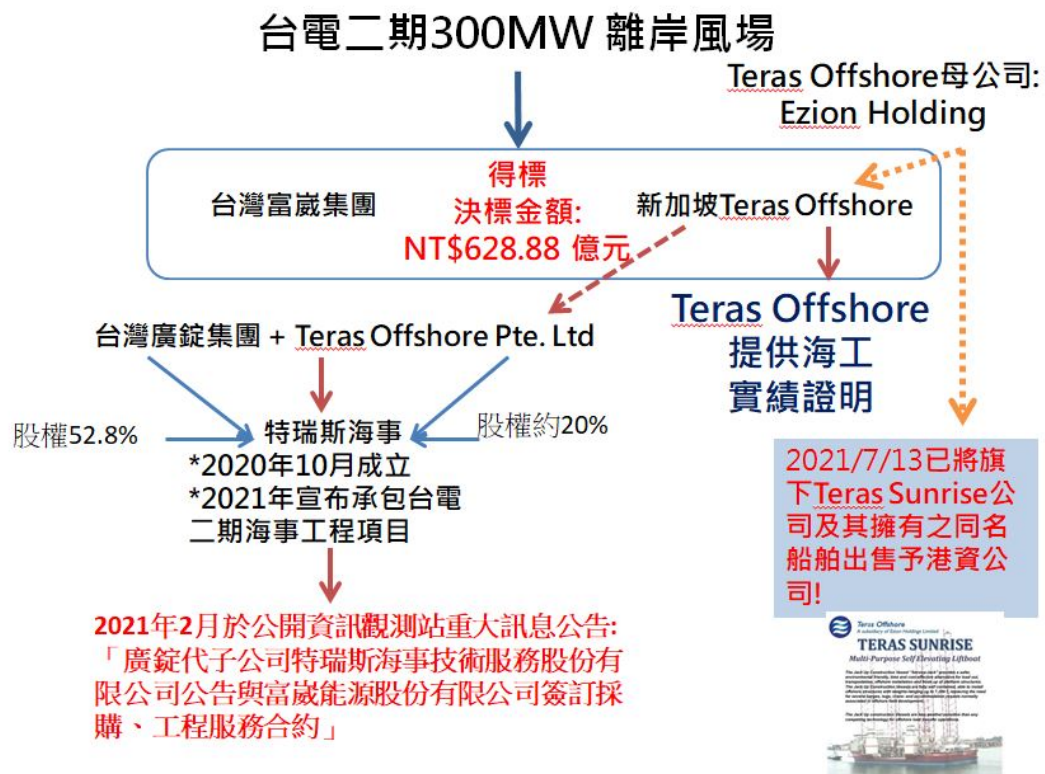 台電二期300MW 離岸風場
Teras Offshore母公司:
Ezion Holding
台灣富崴集團
得標
決標金額:
NT$628.88 億元
新加坡Teras Offshore
Teras Offshore
提供海工
實績證明
台灣廣錠集團 + Teras Offshore Pte. Ltd
股權52.8%
股權約20%
特瑞斯海事
*2020年10月成立
*2021年宣布承包台電
二期海事工程項目
2021年2月於公開資訊觀測站重大訊息公告:
「廣錠代子公司特瑞斯海事技術服務股份有
限公司公告與富崴能源股份有限公司簽訂採
購、工程服務合約」
2021/7/13已將旗
下Teras Sunrise公
司及其擁有之同名
船舶出售予港資公
司!
Teras Offshore
A subsidiary of Ezion Holdings Limited
TERAS SUNRISE
Multi-Purpose Self Elevating Liftboat